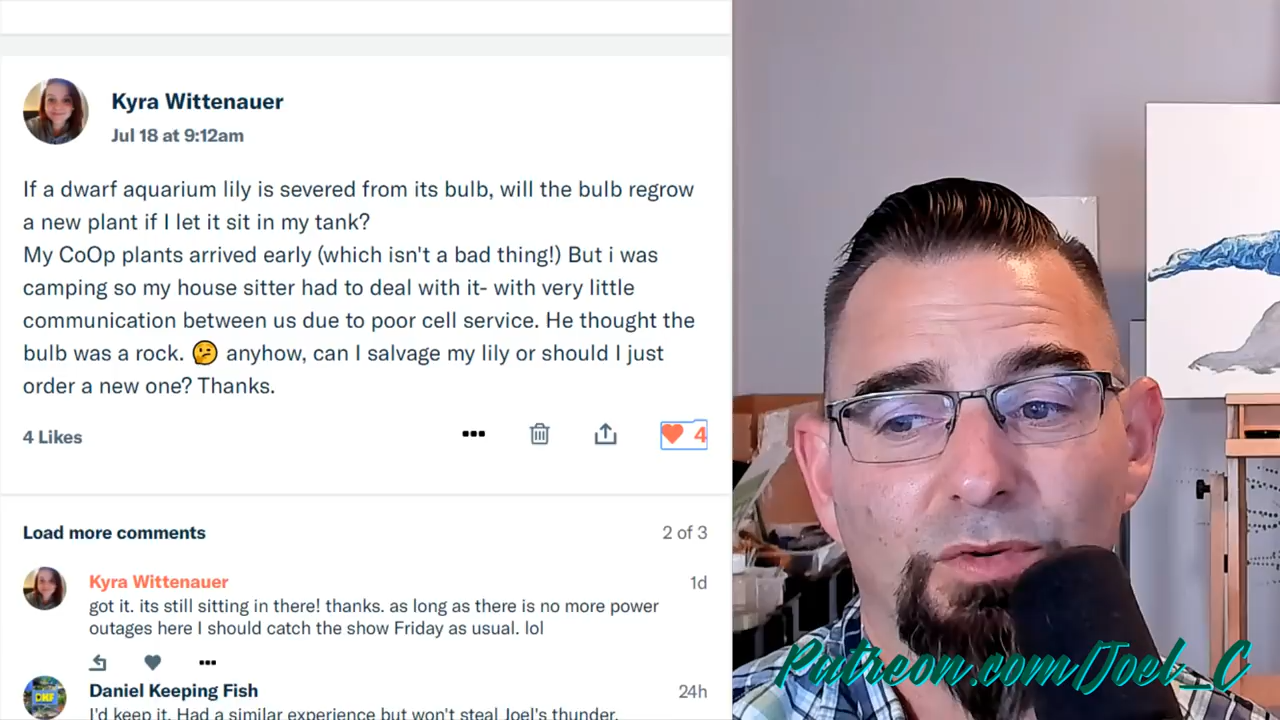 Kyra Wittenauer
Jul 18 at 9:12am
If a dwarf aquarium lily is severed from its bulb, will the bulb regrow
a new plant if I let it sit in my tank?
My CoOp plants arrived early (which isn't a bad thing!) But i was
camping so my house sitter had to deal with it- with very little
communication between us due to poor cell service. He thought the
bulb was a rock. 🤔 anyhow, can I salvage my lily or should I just
order a new one? Thanks.
4 Likes
4
Load more comments
2 of 3
Kyra Wittenauer
1d
got it. its still sitting in there! thanks. as long as there is no more power
outages here I should catch the show Friday as usual. lol
Daniel Keeping Fish
24h
I'd keep it. Had a similar experience but won't steal Joel's thunder.
Patreon.com/Joel_C